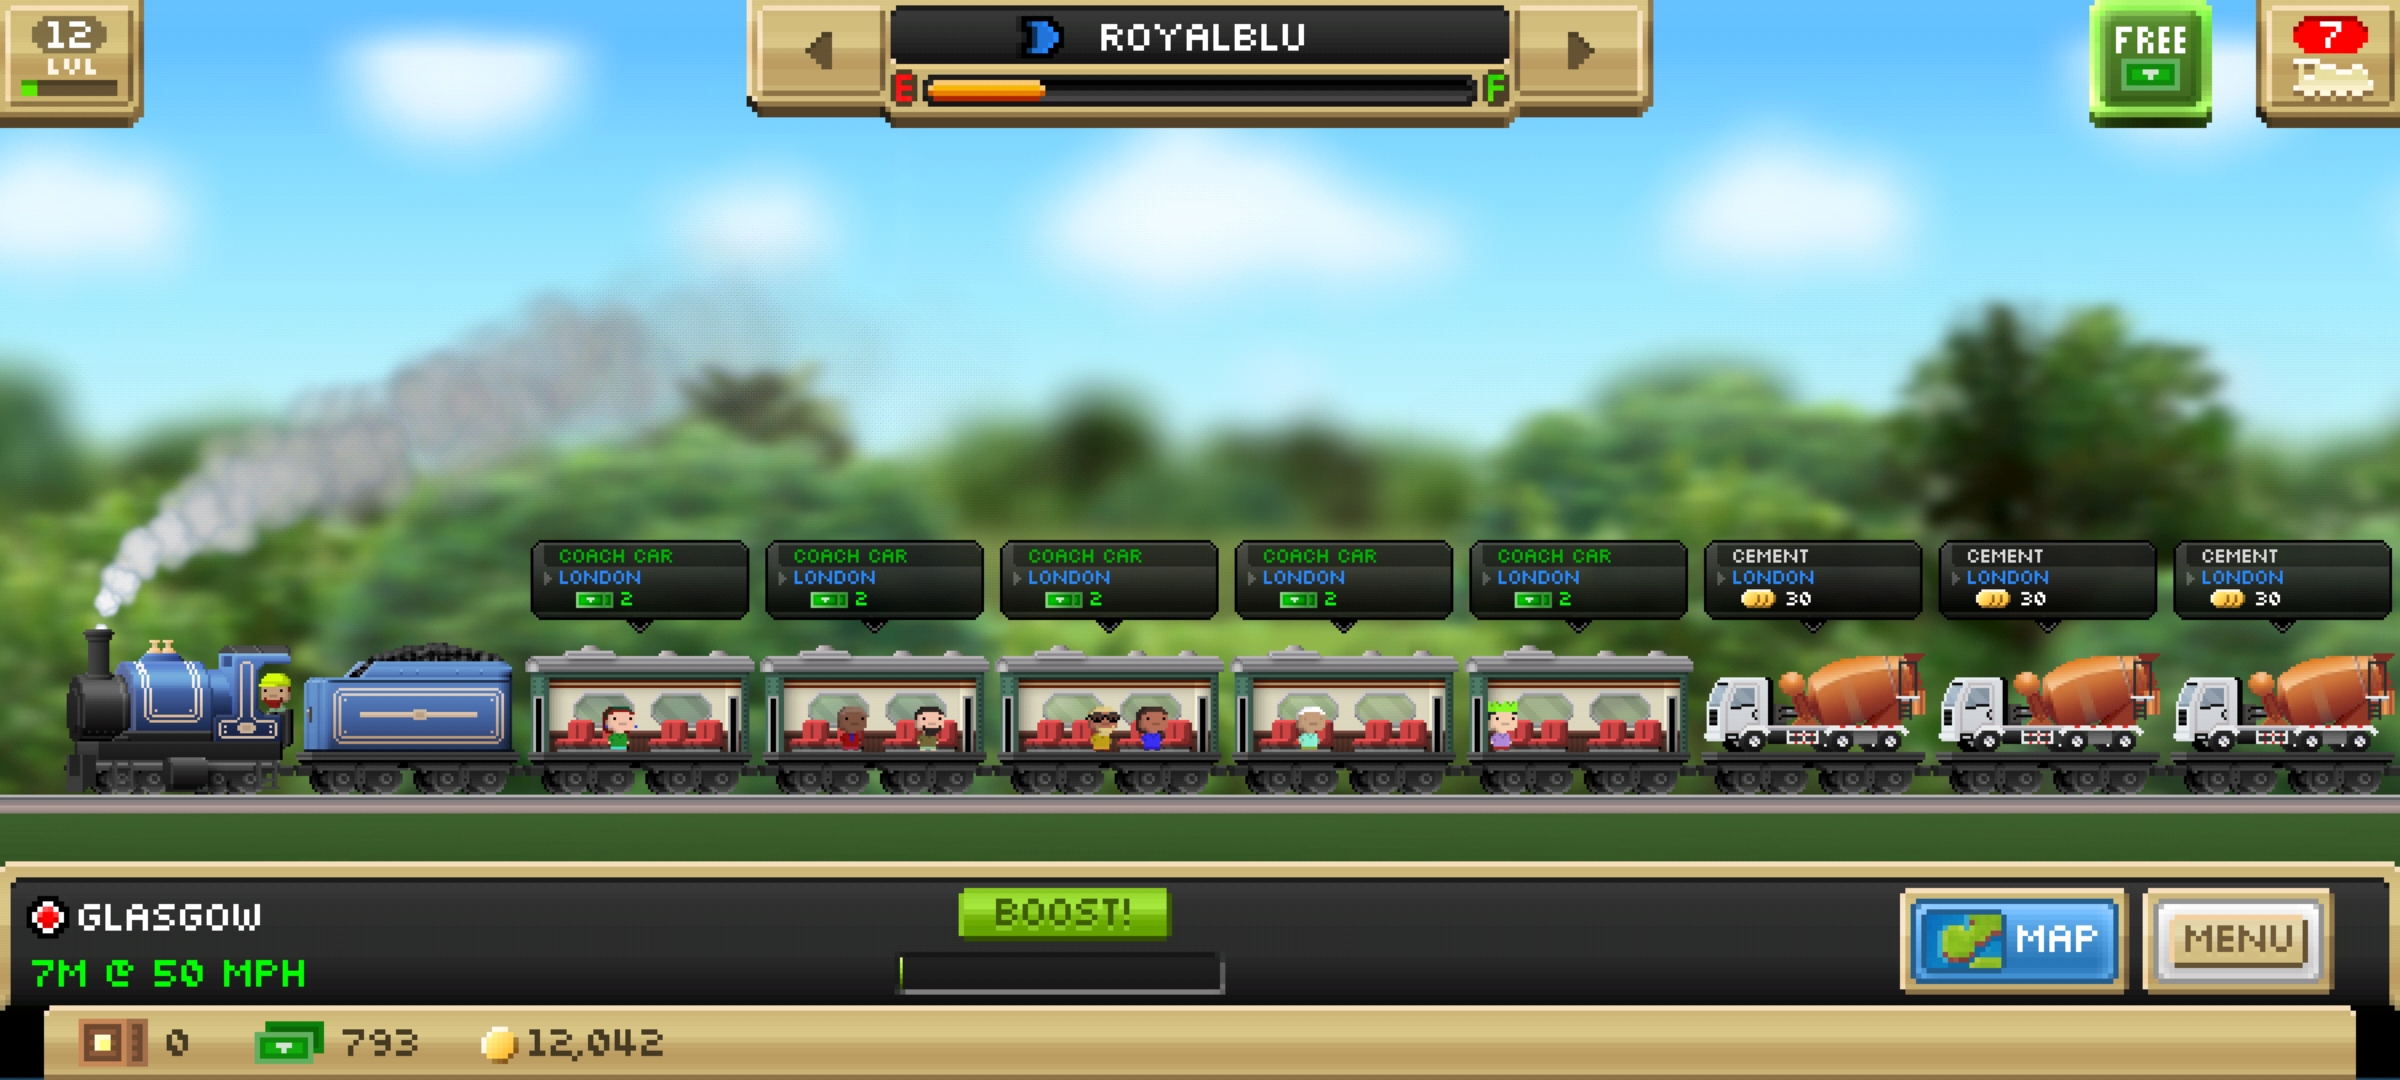 12
LVL
ROYALBLU
E F
FREE
7
COACH CAR
LONDON
2
COACH CAR
LONDON
2
COACH CAR
LONDON
2
COACH CAR
LONDON
2
COACH CAR
LONDON
2
CEMENT
LONDON
30
CEMENT
LONDON
30
CEMENT
LONDON
30
GLASGOW
7M @ 50 MPH
BOOST!
MAP
MENU
0
793
12,042